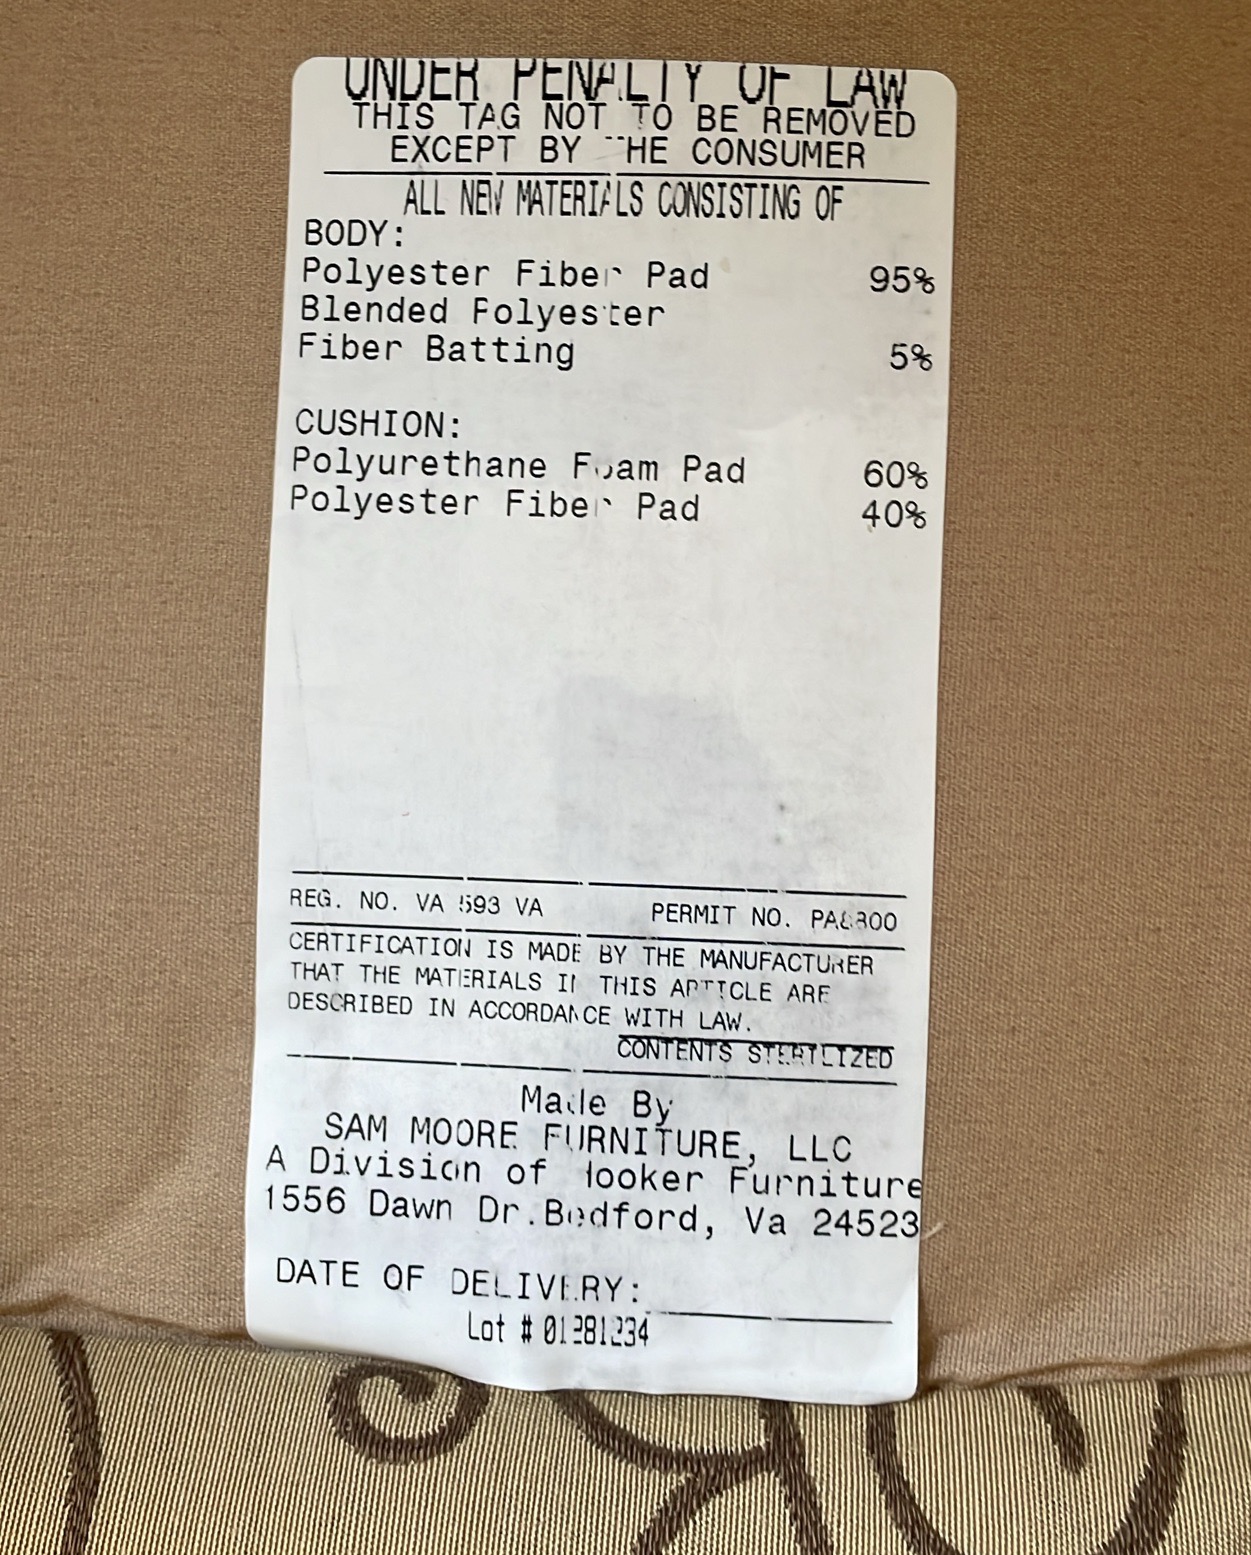 UNDER PENALTY OF LAW
THIS TAG NOT TO BE REMOVED
EXCEPT BY THE CONSUMER
ALL NEW MATERIALS CONSISTING OF
BODY:
Polyester Fiber Pad 95%
Blended Polyester
Fiber Batting 5%
CUSHION:
Polyurethane Foam Pad 60%
Polyester Fiber Pad 40%
REG. NO. VA 593 VA PERMIT NO.
CERTIFICATION IS MADE BY THE MANUFACTURER
THAT THE MATERIALS IN THIS ARTICLE ARE
DESCRIBED IN ACCORDANCE WITH LAW.
CONTENTS STERILIZED
Made By
SAM MOORE FURNITURE, LLC
A Division of Hooker Furniture
1556 Dawn Dr.Bedford, Va 24523
DATE OF DELIVERY:
Lot # 01281234